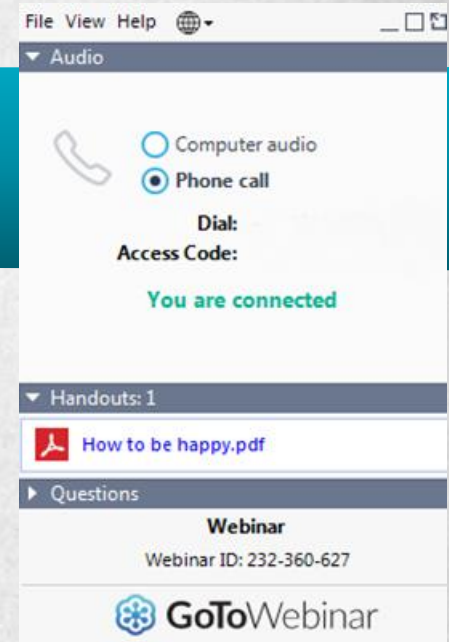 File View Help
Audio
Computer audio
Phone call
Dial:
Access Code:
You are connected
Handouts: 1
How to be happy.pdf
Questions
Webinar
Webinar ID: 232-360-627
GoToWebinar